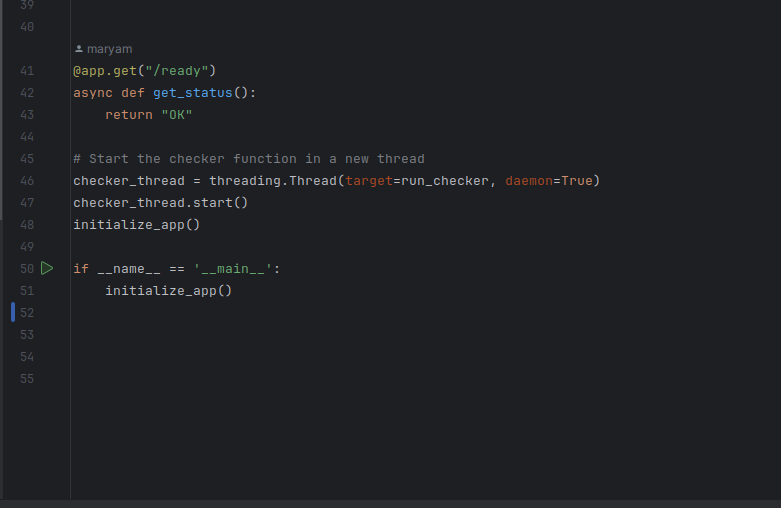 39
40
maryam
41 @app.get("/ready")
42 async def get_status():
43     return "OK"
44
45 # Start the checker function in a new thread
46 checker_thread = threading.Thread(target=run_checker, daemon=True)
47 checker_thread.start()
48 initialize_app()
49
50 if __name__ == '__main__':
51     initialize_app()
52
53
54
55